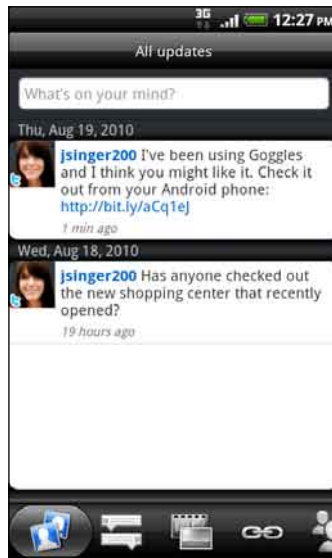 3G
12:27 PM
All updates
What's on your mind?
Thu, Aug 19, 2010
jsinger200 I've been using Goggles
and I think you might like it. Check it
out from your Android phone:
http://bit.ly/aCq1eJ
1 min ago
Wed, Aug 18, 2010
jsinger200 Has anyone checked out
the new shopping center that recently
opened?
19 hours ago